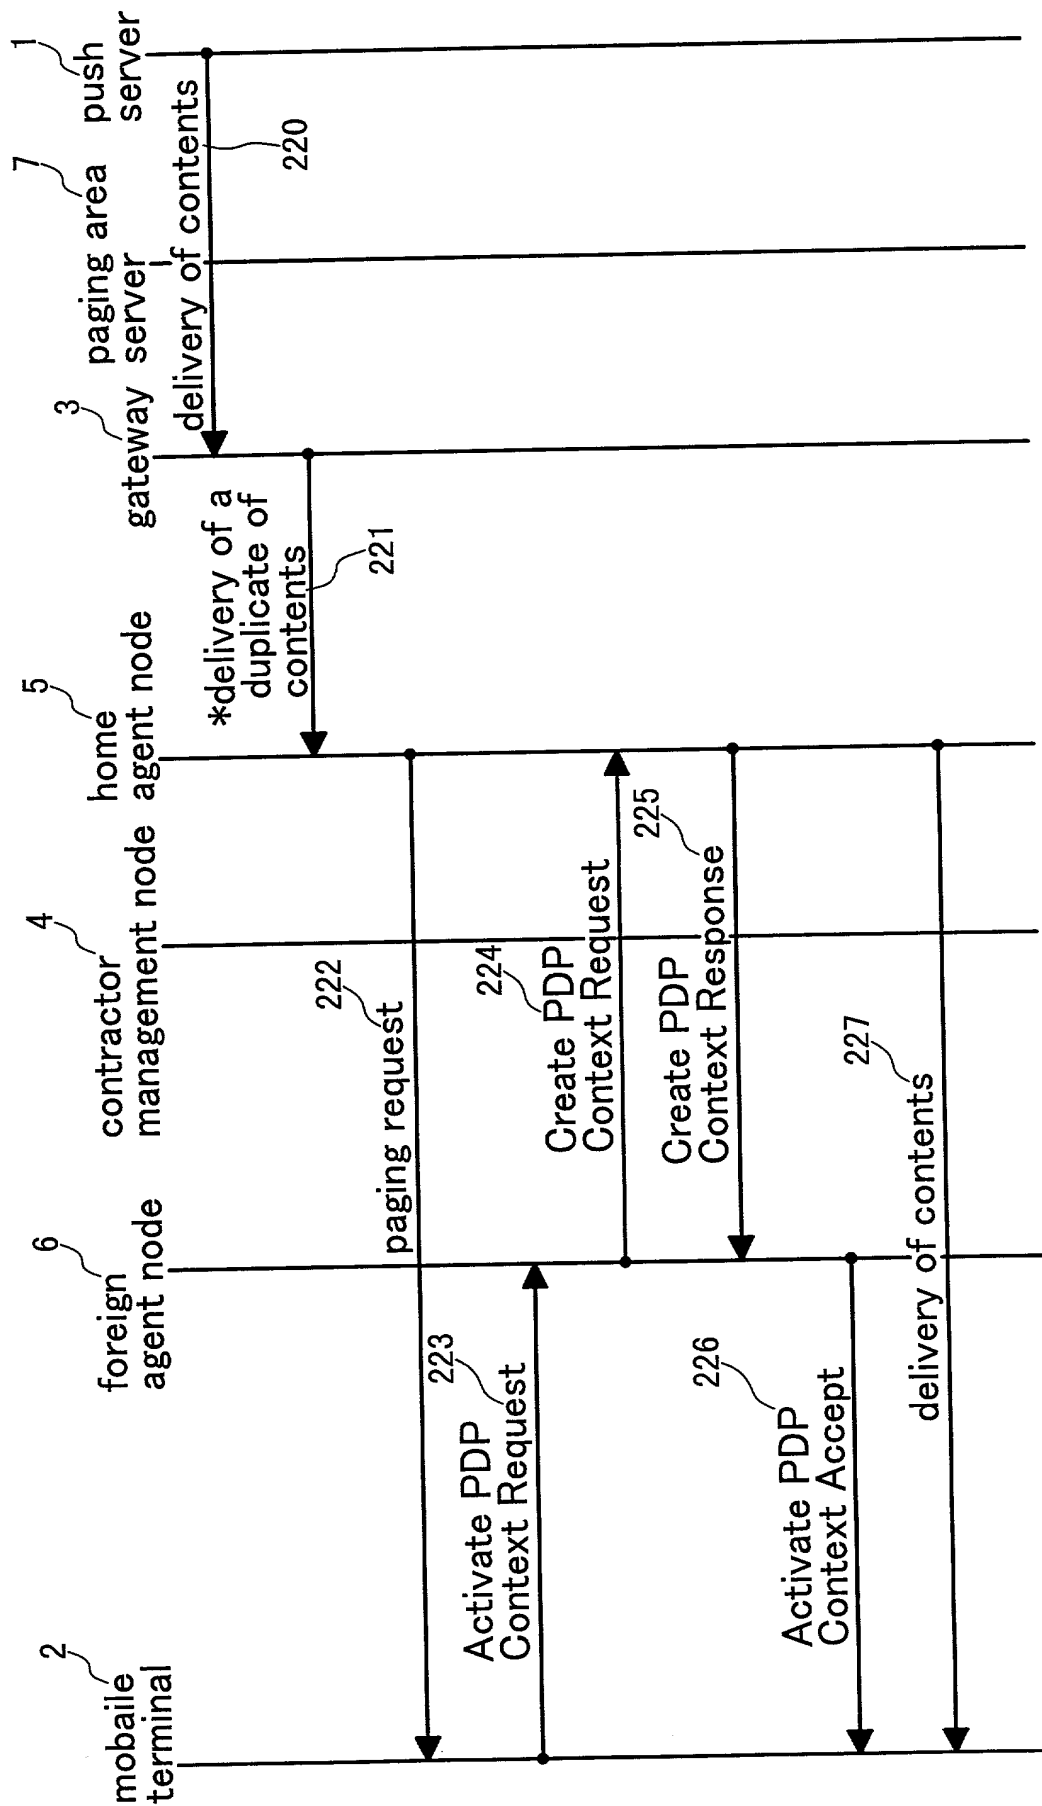 2
mobaile
terminal
6
foreign
agent node
4
contractor
management node
5
home
agent node
3
gateway server
7
paging area
1
push
server
delivery of contents
220
*delivery of a
duplicate of
contents
221
222
paging request
223
Activate PDP
Context Request
224
Create PDP
Context Request
225
Create PDP
Context Response
226
Activate PDP
Context Accept
227
delivery of contents